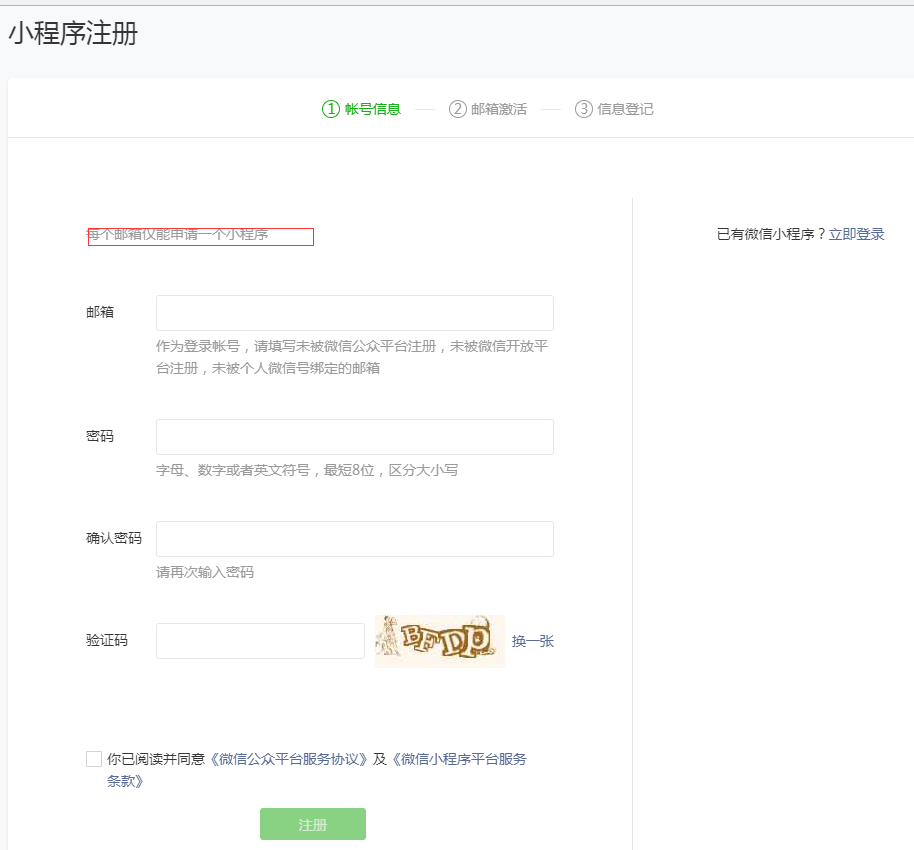 小程序注册
① 帐号信息 ② 邮箱激活 ③ 信息登记
每个邮箱仅能申请一个小程序
已有微信小程序？立即登录
邮箱
作为登录帐号，请填写未被微信公众平台注册，未被微信开放平
台注册，未被个人微信号绑定的邮箱
密码
字母、数字或者英文符号，最短8位，区分大小写
确认密码
请再次输入密码
验证码
BFDP
换一张
你已阅读并同意《微信公众平台服务协议》及《微信小程序平台服务
条款》
注册